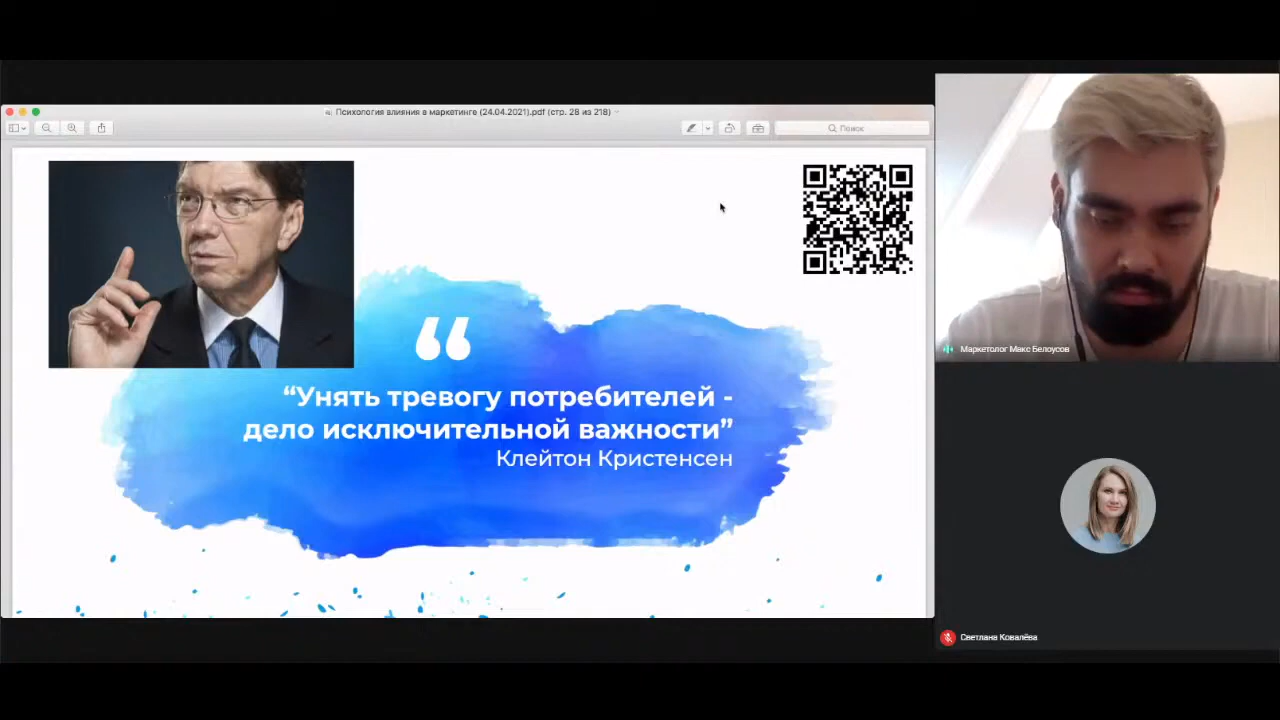 Психология влияния в маркетинге (24.04.2021).pdf (стр. 28 из 218)
Поиск
“Унять тревогу потребителей -
дело исключительной важности”
Клейтон Кристенсен
Маркетолог Макс Белоусов
Светлана Ковалёва